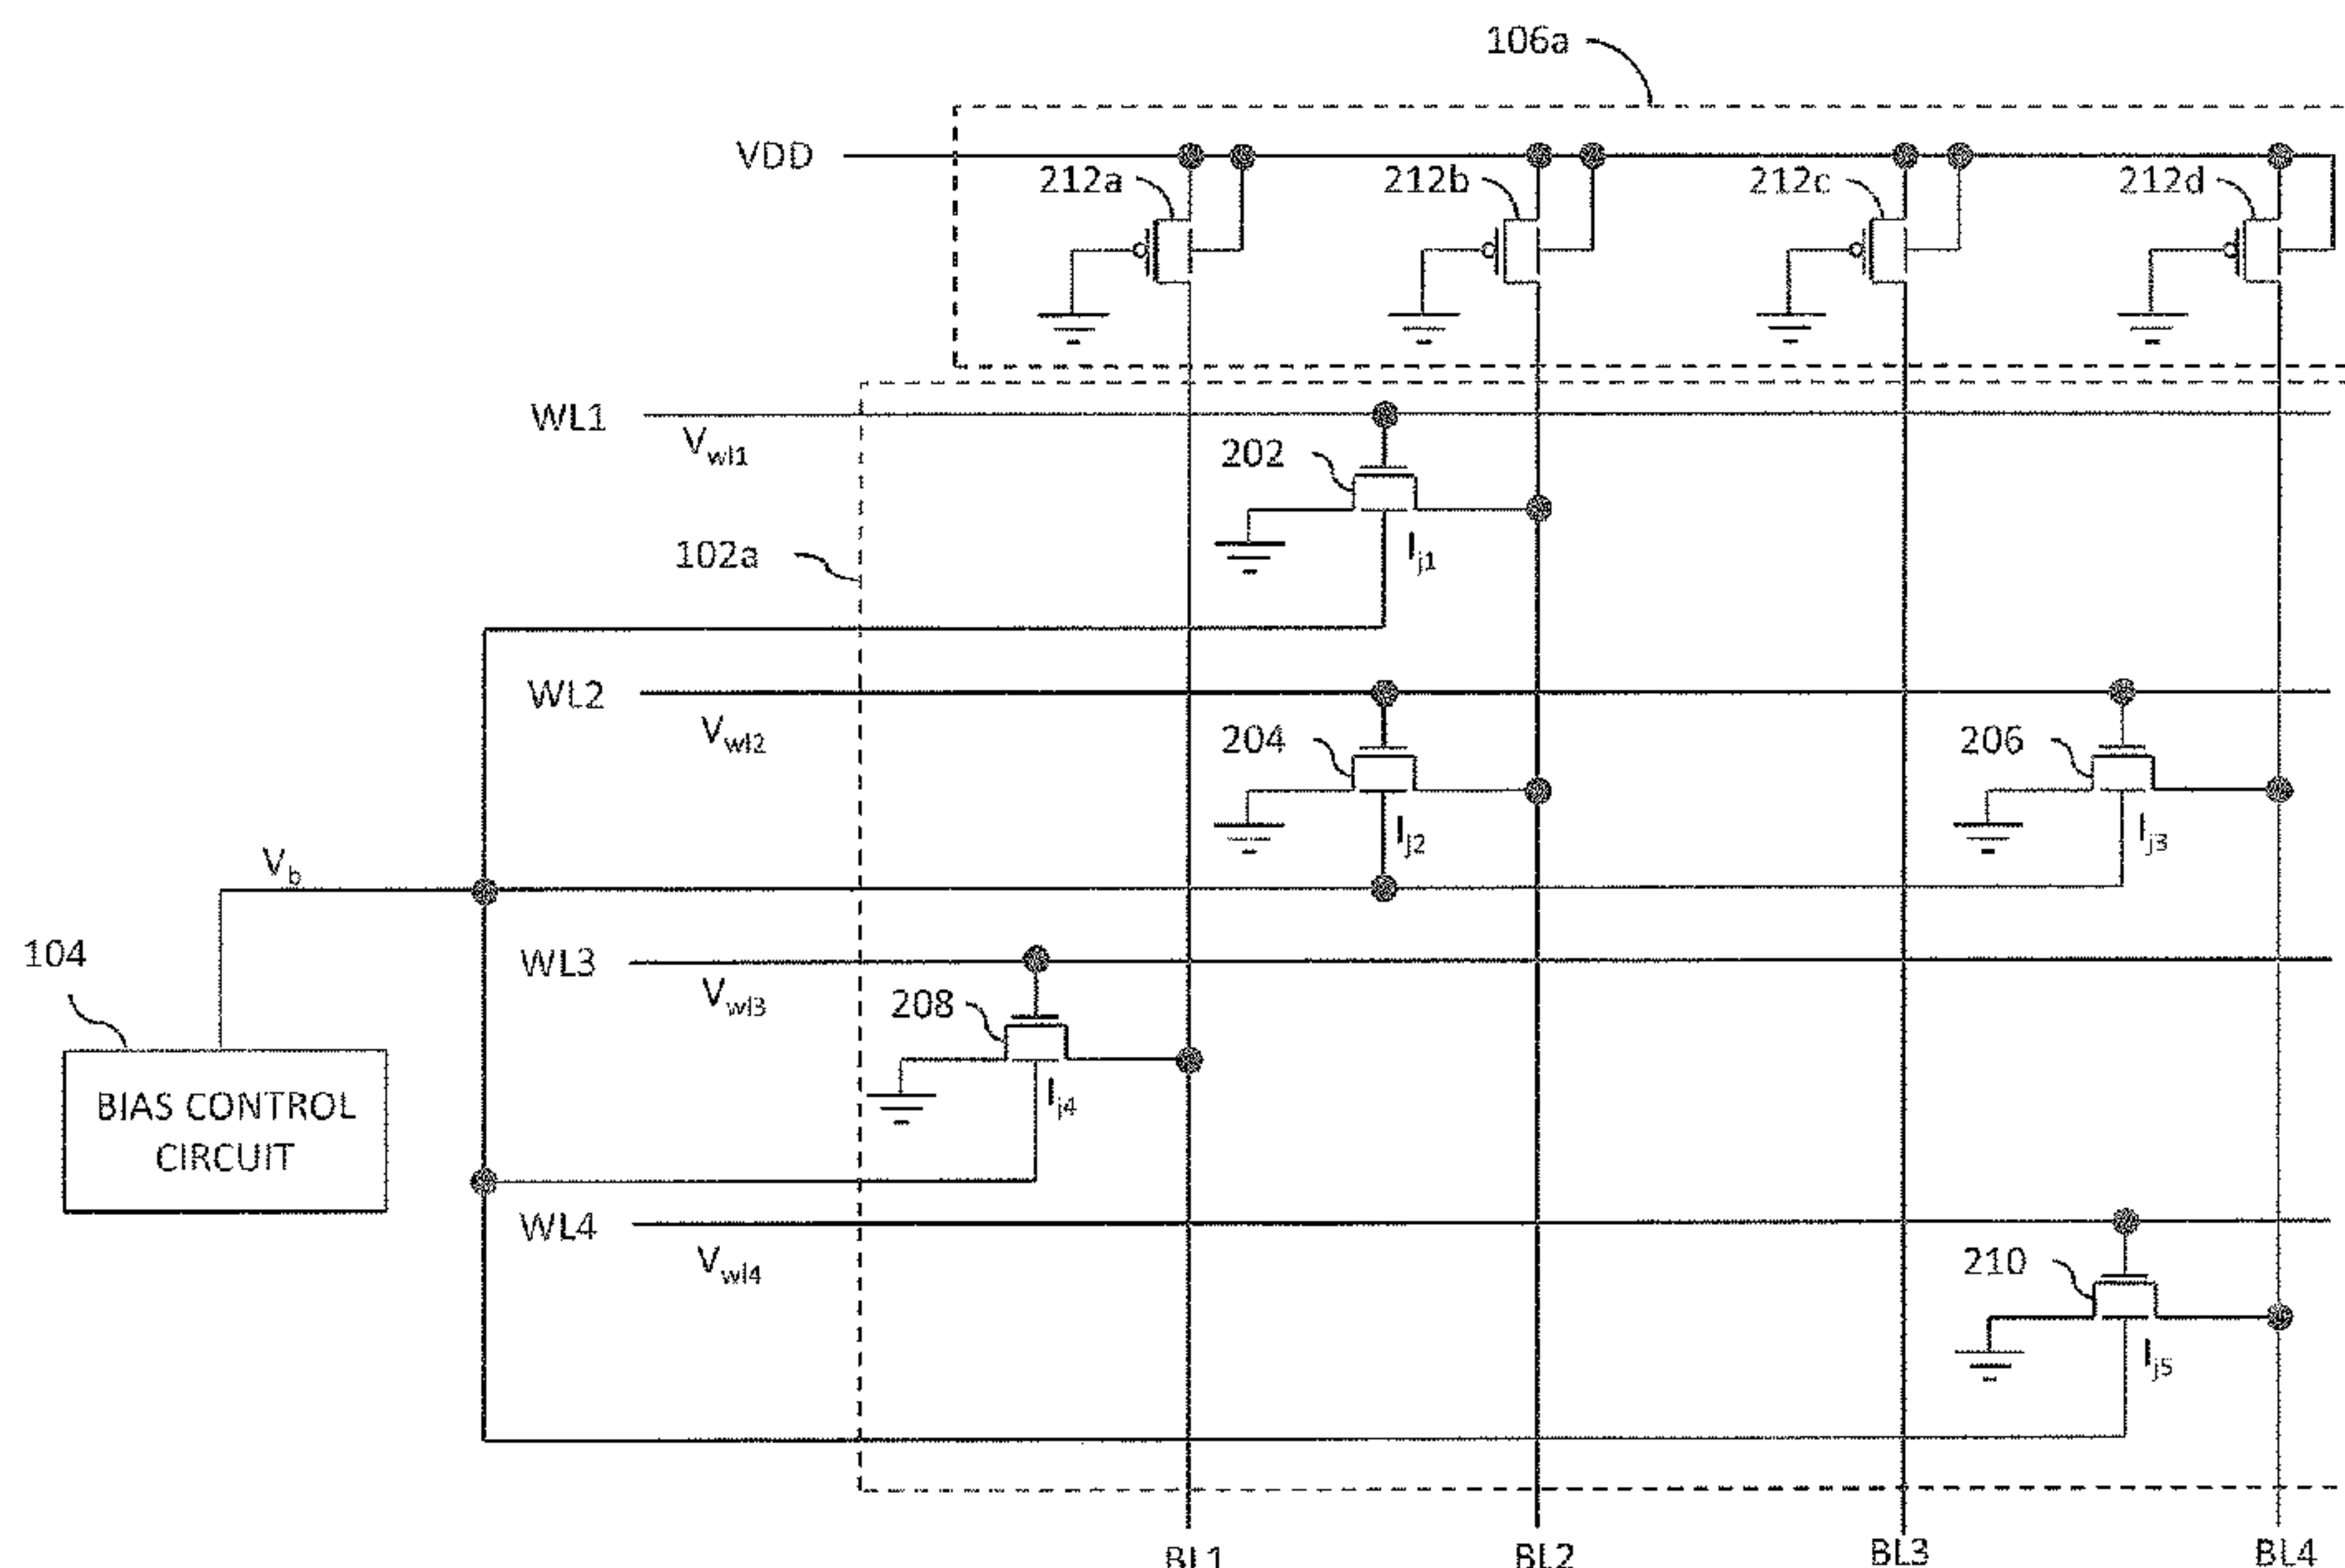 106a
VDD
212a
212b
212c
212d
WL1
Vwl1
202
Ij1
102a
WL2
Vwl2
204
206
Ij2
Ij3
Vb
104
WL3
Vwl3
208
Ij4
BIAS CONTROL
CIRCUIT
WL4
Vwl4
210
Ij5
BL1
BL2
BL3
BL4